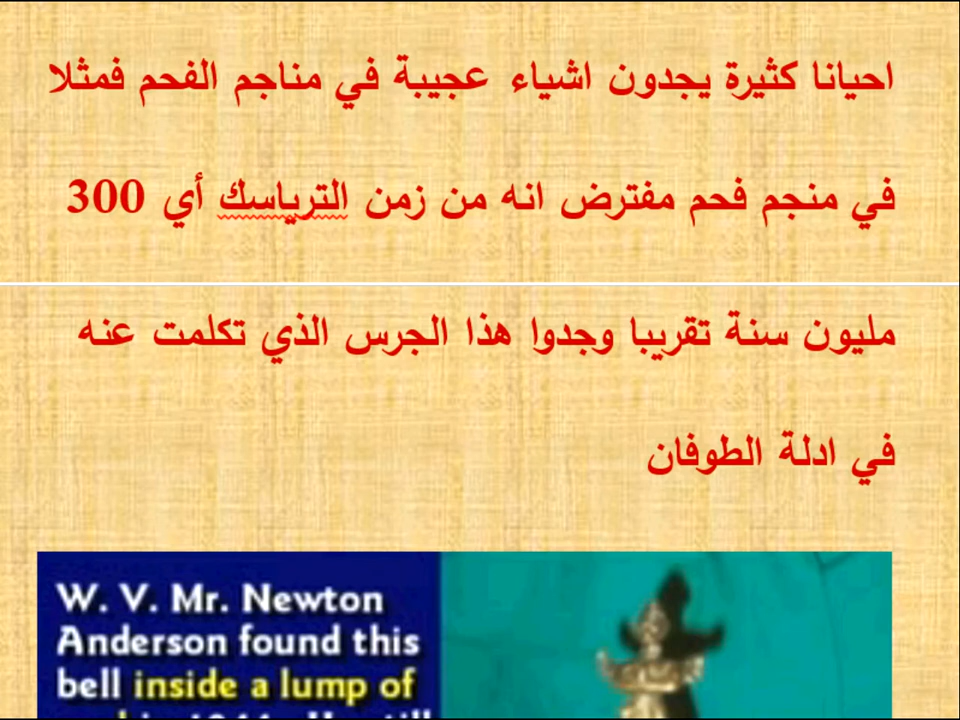 احيانا كثيرة يجدون اشياء عجيبة في مناجم الفحم فمثلا
في منجم فحم مفترض انه من زمن الترياسك أي 300
مليون سنة تقريبا وجدوا هذا الجرس الذي تكلمت عنه
في ادلة الطوفان
W. V. Mr. Newton
Anderson found this
bell inside a lump of